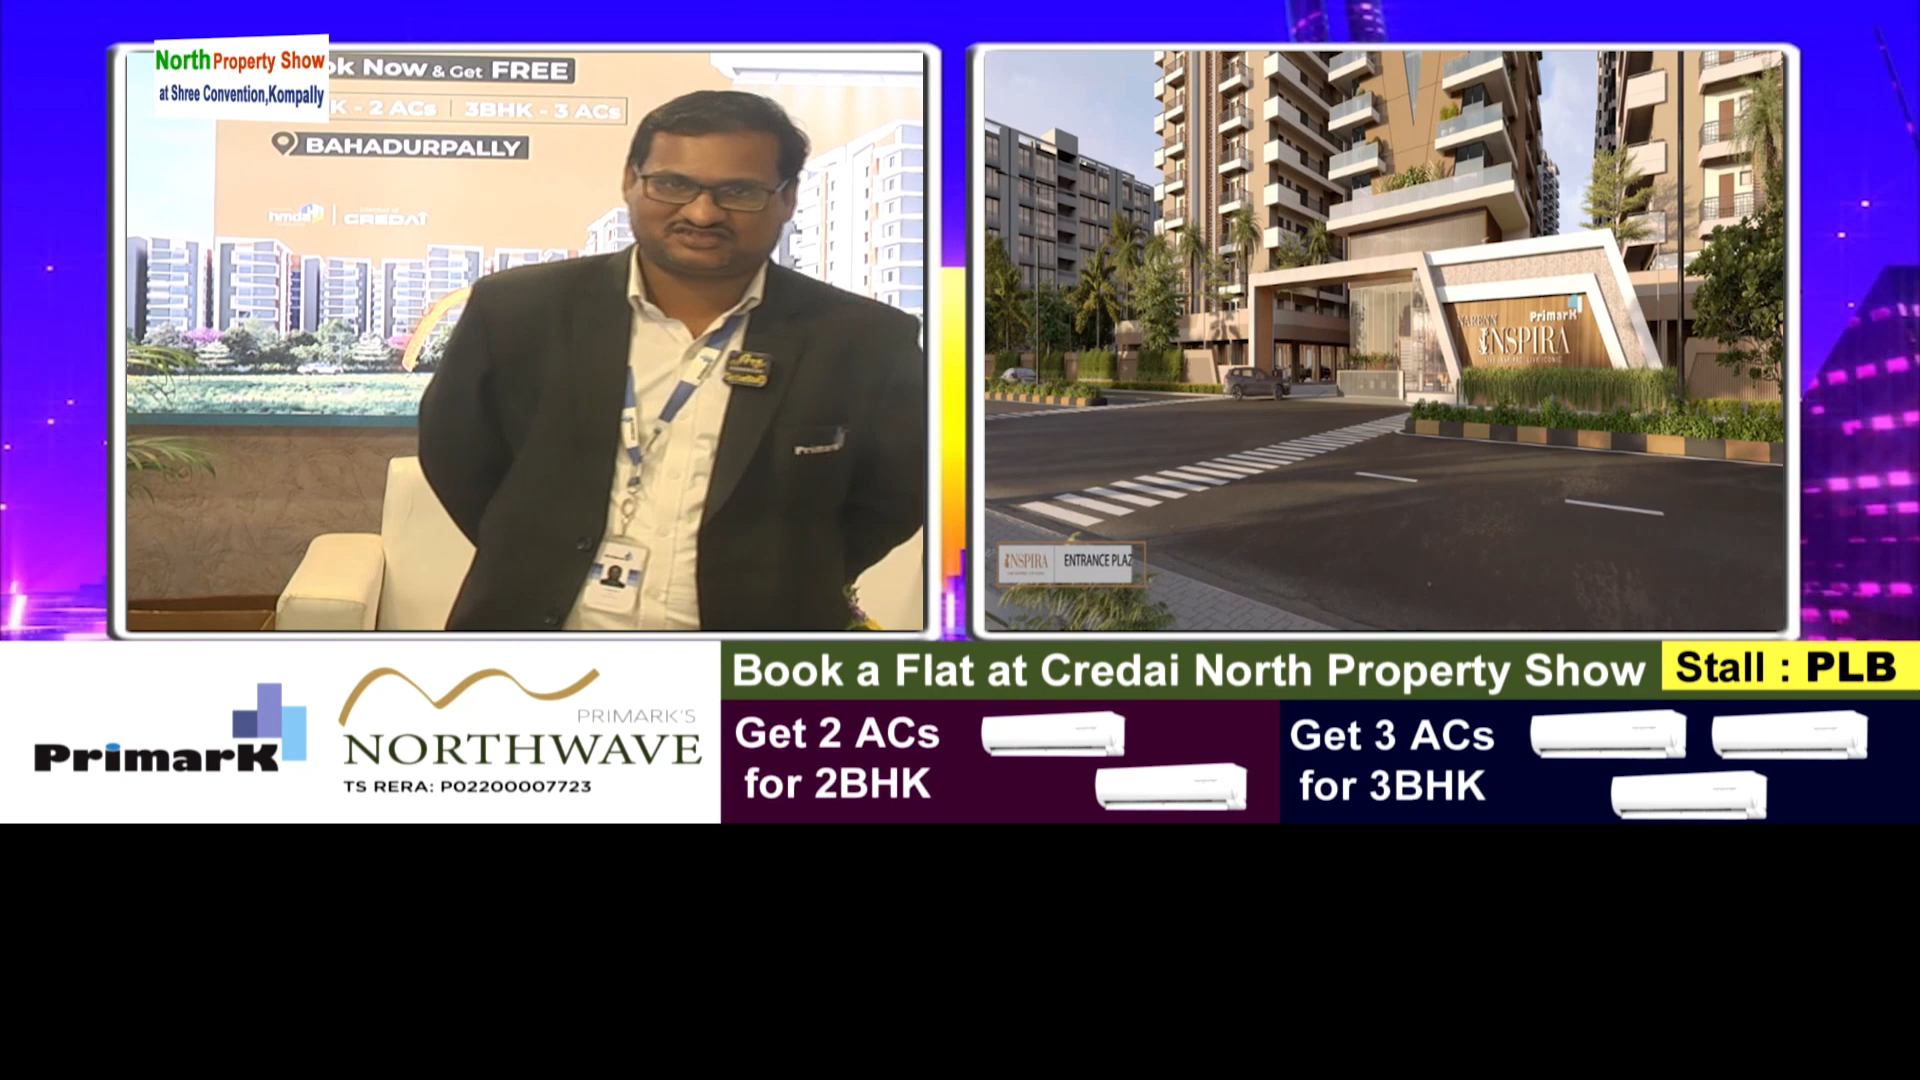 North Property Show
at Shree Convention,Kompally
ok Now & Get FREE
K - 2 ACs | 3BHK - 3 ACs
BAHADURPALLY
hmda
CREDAI
Primark
Primark
NARENN
INSPIRA
INSPIRA
ENTRANCE PLAZ
Book a Flat at Credai North Property Show
Stall : PLB
Primark
PRIMARK'S
NORTHWAVE
TS RERA: P02200007723
Get 2 ACs
for 2BHK
Get 3 ACs
for 3BHK